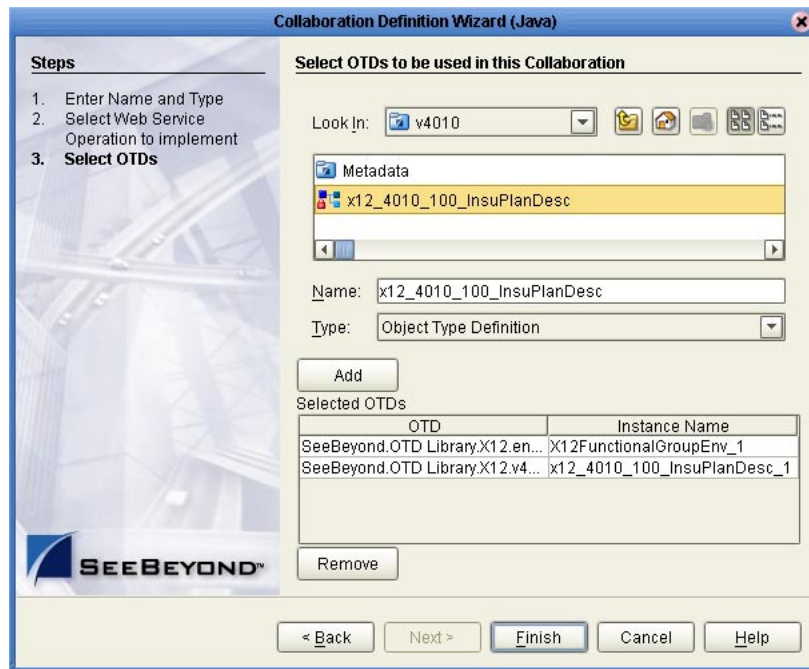 Collaboration Definition Wizard (Java)
Steps
1. Enter Name and Type
2. Select Web Service
Operation to implement
3. Select OTDs
Select OTDs to be used in this Collaboration
Look In: v4010
Metadata
x12_4010_100_InsuPlanDesc
Name: x12_4010_100_InsuPlanDesc
Type: Object Type Definition
Add
Selected OTDs
OTD Instance Name
SeeBeyond.OTD Library.X12.en... X12FunctionalGroupEnv_1
SeeBeyond.OTD Library.X12.v4... x12_4010_100_InsuPlanDesc_1
Remove
SEEBEYOND™
< Back Next > Finish Cancel Help